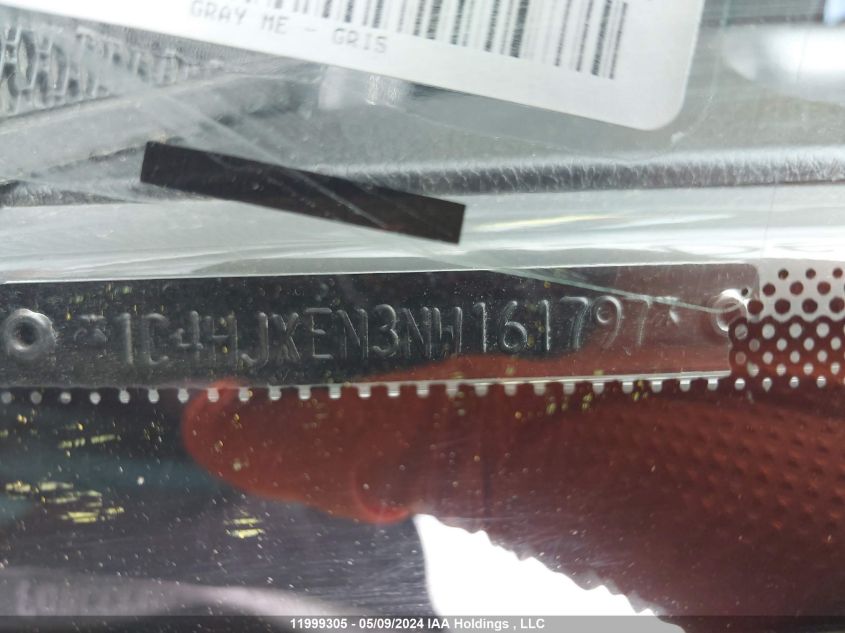 GRAY ME - GRIS
*1C4HJXEN3NW161797*
11999305 - 05/09/2024 IAA Holdings , LLC